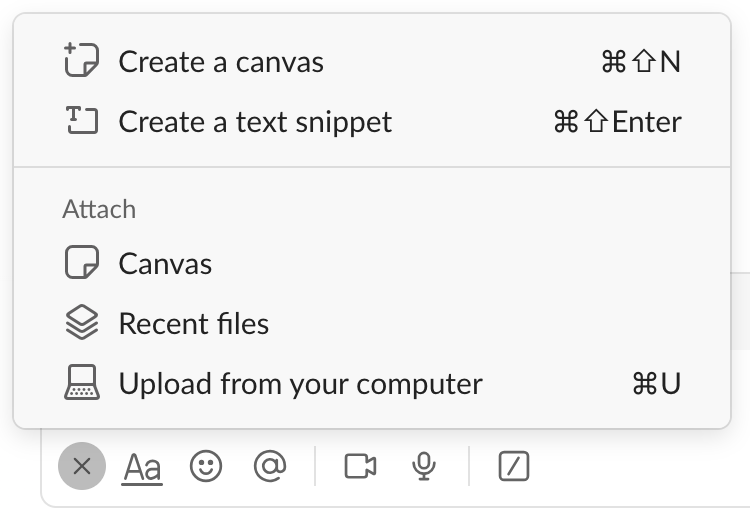 Create a canvas ⌘⇧N
Create a text snippet ⌘⇧Enter
Attach
Canvas
Recent files
Upload from your computer ⌘U
Aa @